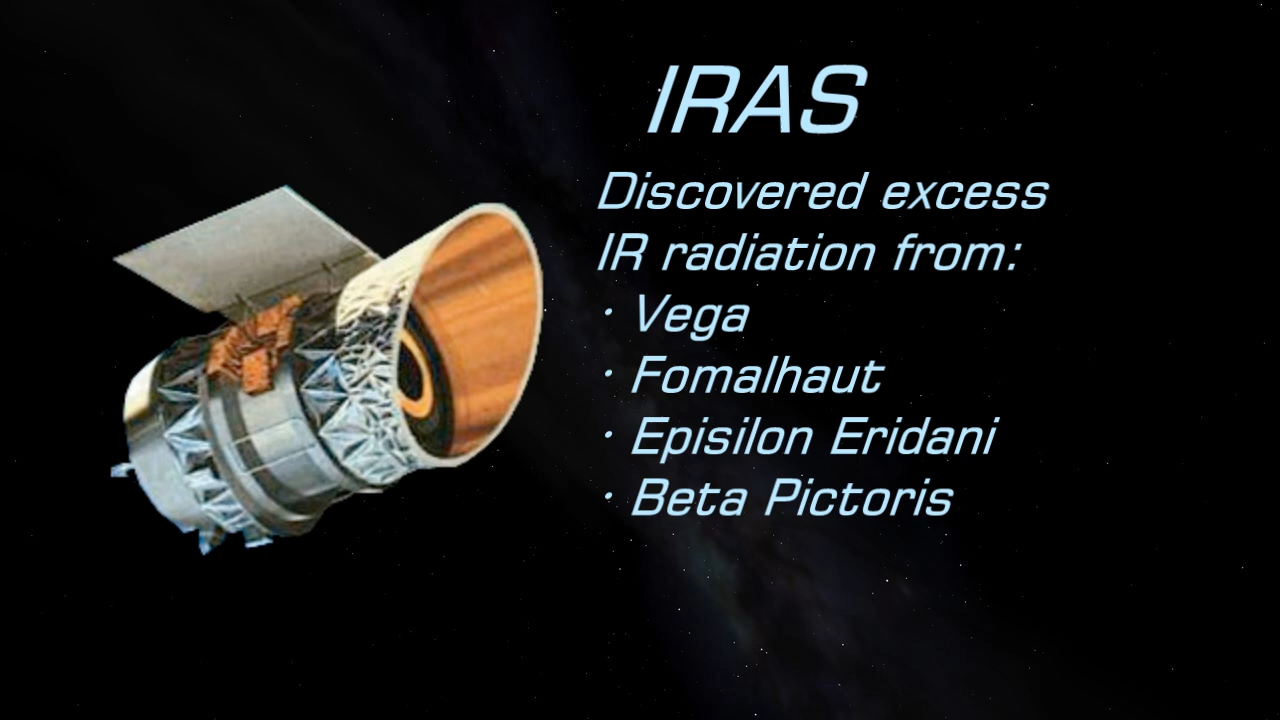 IRAS
Discovered excess
IR radiation from:
· Vega
· Fomalhaut
· Episilon Eridani
· Beta Pictoris